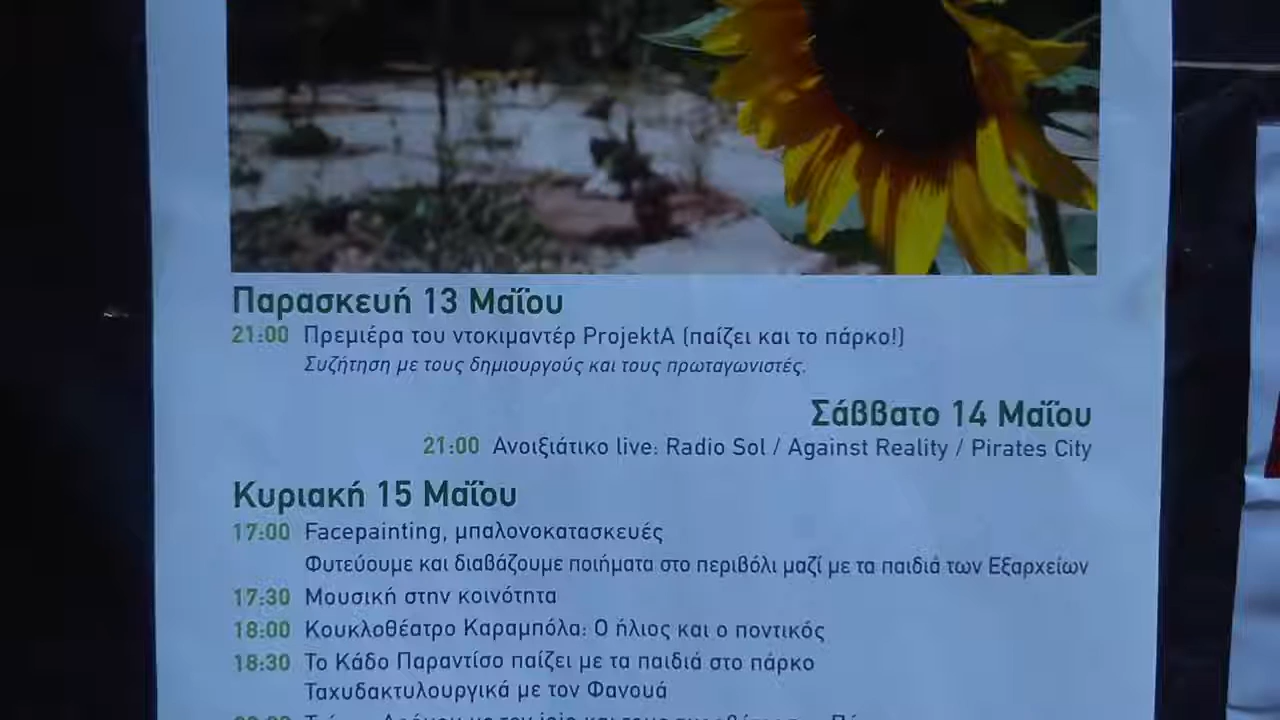 Παρασκευή 13 Μαΐου
21:00 Πρεμιέρα του ντοκιμαντέρ ProjektA (παίζει και το πάρκο!)
Συζήτηση με τους δημιουργούς και τους πρωταγωνιστές.
Σάββατο 14 Μαΐου
21:00 Ανοιξιάτικο live: Radio Sol / Against Reality / Pirates City
Κυριακή 15 Μαΐου
17:00 Facepainting, μπαλονοκατασκευές
Φυτεύουμε και διαβάζουμε ποιήματα στο περιβόλι μαζί με τα παιδιά των Εξαρχείων
17:30 Μουσική στην κοινότητα
18:00 Κουκλοθέατρο Καραμπόλα: Ο ήλιος και ο ποντικός
18:30 Το Κάδο Παραντίσο παίζει με τα παιδιά στο πάρκο
Ταχυδακτυλουργικά με τον Φανουά